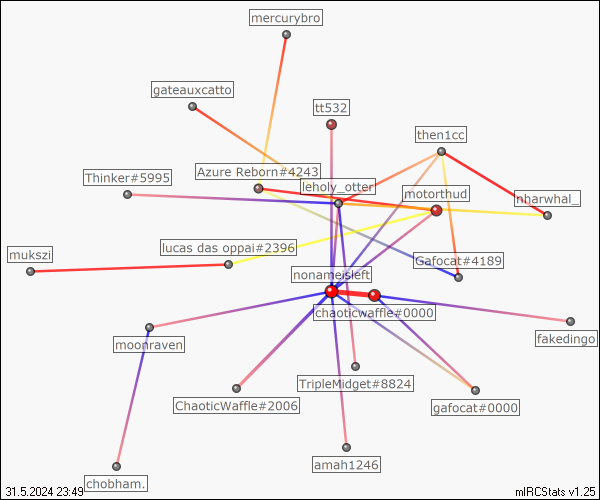 mercurybro
gateauxcatto
tt532
then1cc
Thinker#5995
Azure Reborn#4243
leholy_otter
motorthud
nharwhal_
mukszi
lucas das oppai#2396
Gafocat#4189
nonameisleft
chaoticwaffle#0000
moonraven
fakedingo
ChaoticWaffle#2006
TripleMidget#8824
gafocat#0000
amah1246
chobham.
31.5.2024 23:49
mIRCStats v1.25